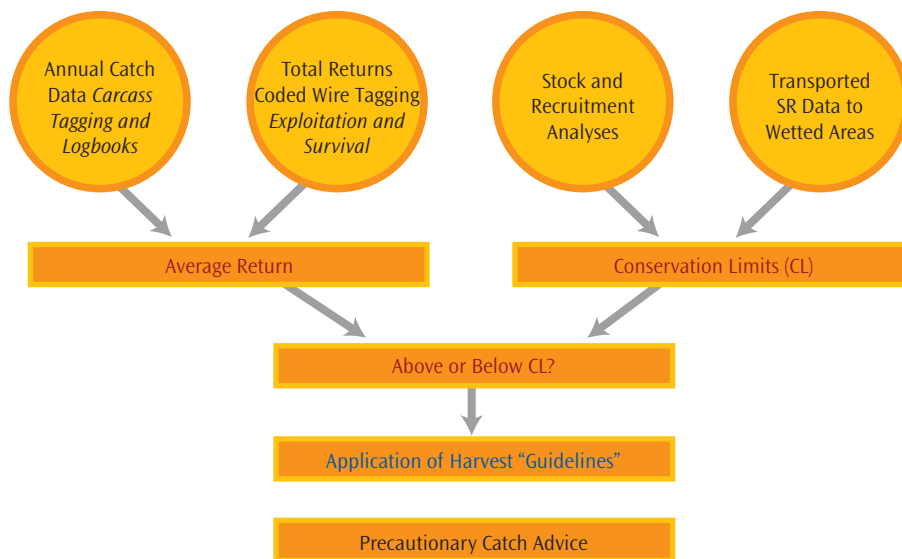 Annual Catch
Data Carcass
Tagging and
Logbooks
Total Returns
Coded Wire Tagging
Exploitation and
Survival
Stock and
Recruitment
Analyses
Transported
SR Data to
Wetted Areas
Average Return
Conservation Limits (CL)
Above or Below CL?
Application of Harvest “Guidelines”
Precautionary Catch Advice